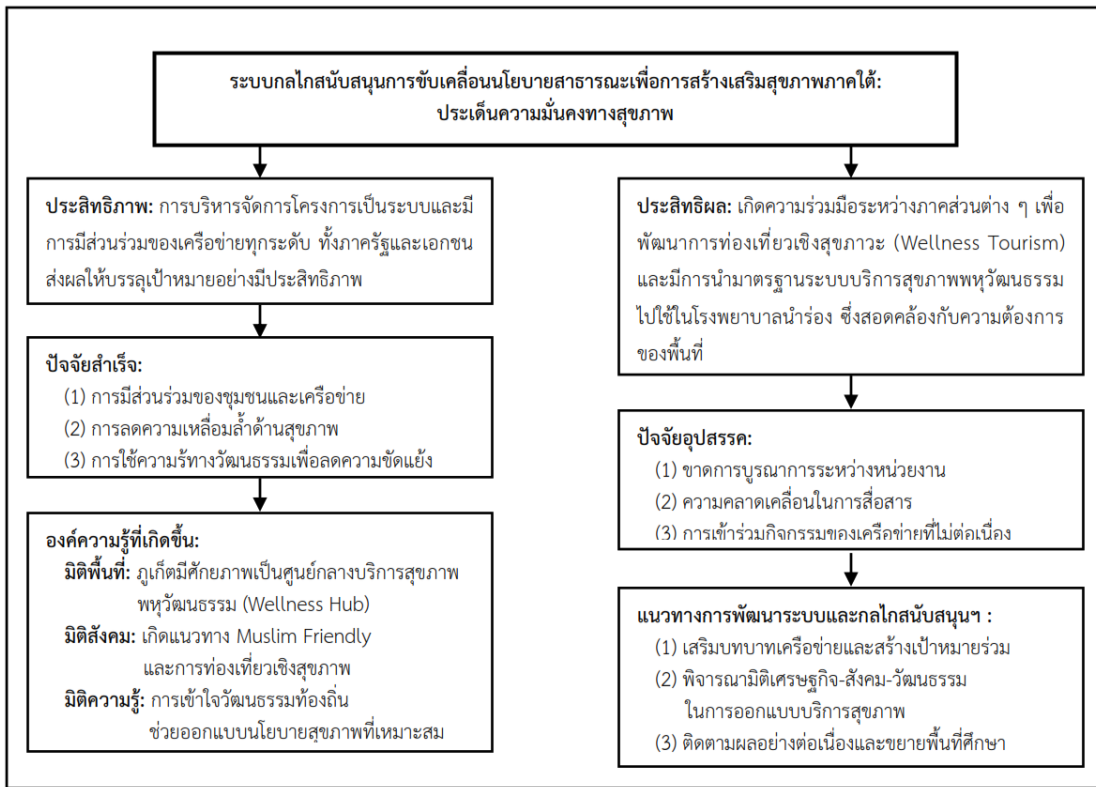 ระบบกลไกสนับสนุนการขับเคลื่อนนโยบายสาธารณะเพื่อการสร้างเสริมสุขภาพภาคใต้:
ประเด็นความมั่นคงทางสุขภาพ
ประสิทธิภาพ: การบริหารจัดการโครงการเป็นระบบและมี
การมีส่วนร่วมของเครือข่ายทุกระดับ ทั้งภาครัฐและเอกชน
ส่งผลให้บรรลุเป้าหมายอย่างมีประสิทธิภาพ
ปัจจัยสำเร็จ:
(1) การมีส่วนร่วมของชุมชนและเครือข่าย
(2) การลดความเหลื่อมล้ำด้านสุขภาพ
(3) การใช้ความรู้ทางวัฒนธรรมเพื่อลดความขัดแย้ง
องค์ความรู้ที่เกิดขึ้น:
มิติพื้นที่: ภูเก็ตมีศักยภาพเป็นศูนย์กลางบริการสุขภาพ
พหุวัฒนธรรม (Wellness Hub)
มิติสังคม: เกิดแนวทาง Muslim Friendly
และการท่องเที่ยวเชิงสุขภาพ
มิติความรู้: การเข้าใจวัฒนธรรมท้องถิ่น
ช่วยออกแบบนโยบายสุขภาพที่เหมาะสม
ประสิทธิผล: เกิดความร่วมมือระหว่างภาคส่วนต่าง ๆ เพื่อ
พัฒนาการท่องเที่ยวเชิงสุขภาวะ (Wellness Tourism)
และมีการนำมาตรฐานระบบบริการสุขภาพพหุวัฒนธรรม
ไปใช้ในโรงพยาบาลนำร่อง ซึ่งสอดคล้องกับความต้องการ
ของพื้นที่
ปัจจัยอุปสรรค:
(1) ขาดการบูรณาการระหว่างหน่วยงาน
(2) ความคลาดเคลื่อนในการสื่อสาร
(3) การเข้าร่วมกิจกรรมของเครือข่ายที่ไม่ต่อเนื่อง
แนวทางการพัฒนาระบบและกลไกสนับสนุนฯ :
(1) เสริมบทบาทเครือข่ายและสร้างเป้าหมายร่วม
(2) พิจารณามิติเศรษฐกิจ-สังคม-วัฒนธรรม
ในการออกแบบบริการสุขภาพ
(3) ติดตามผลอย่างต่อเนื่องและขยายพื้นที่ศึกษา